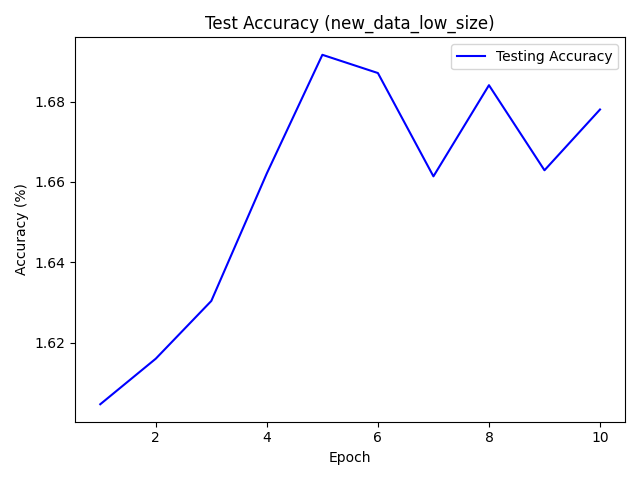 Test Accuracy (new_data_low_size)
Testing Accuracy
Accuracy (%)
1.68
1.66
1.64
1.62
2 4 6 8 10
Epoch